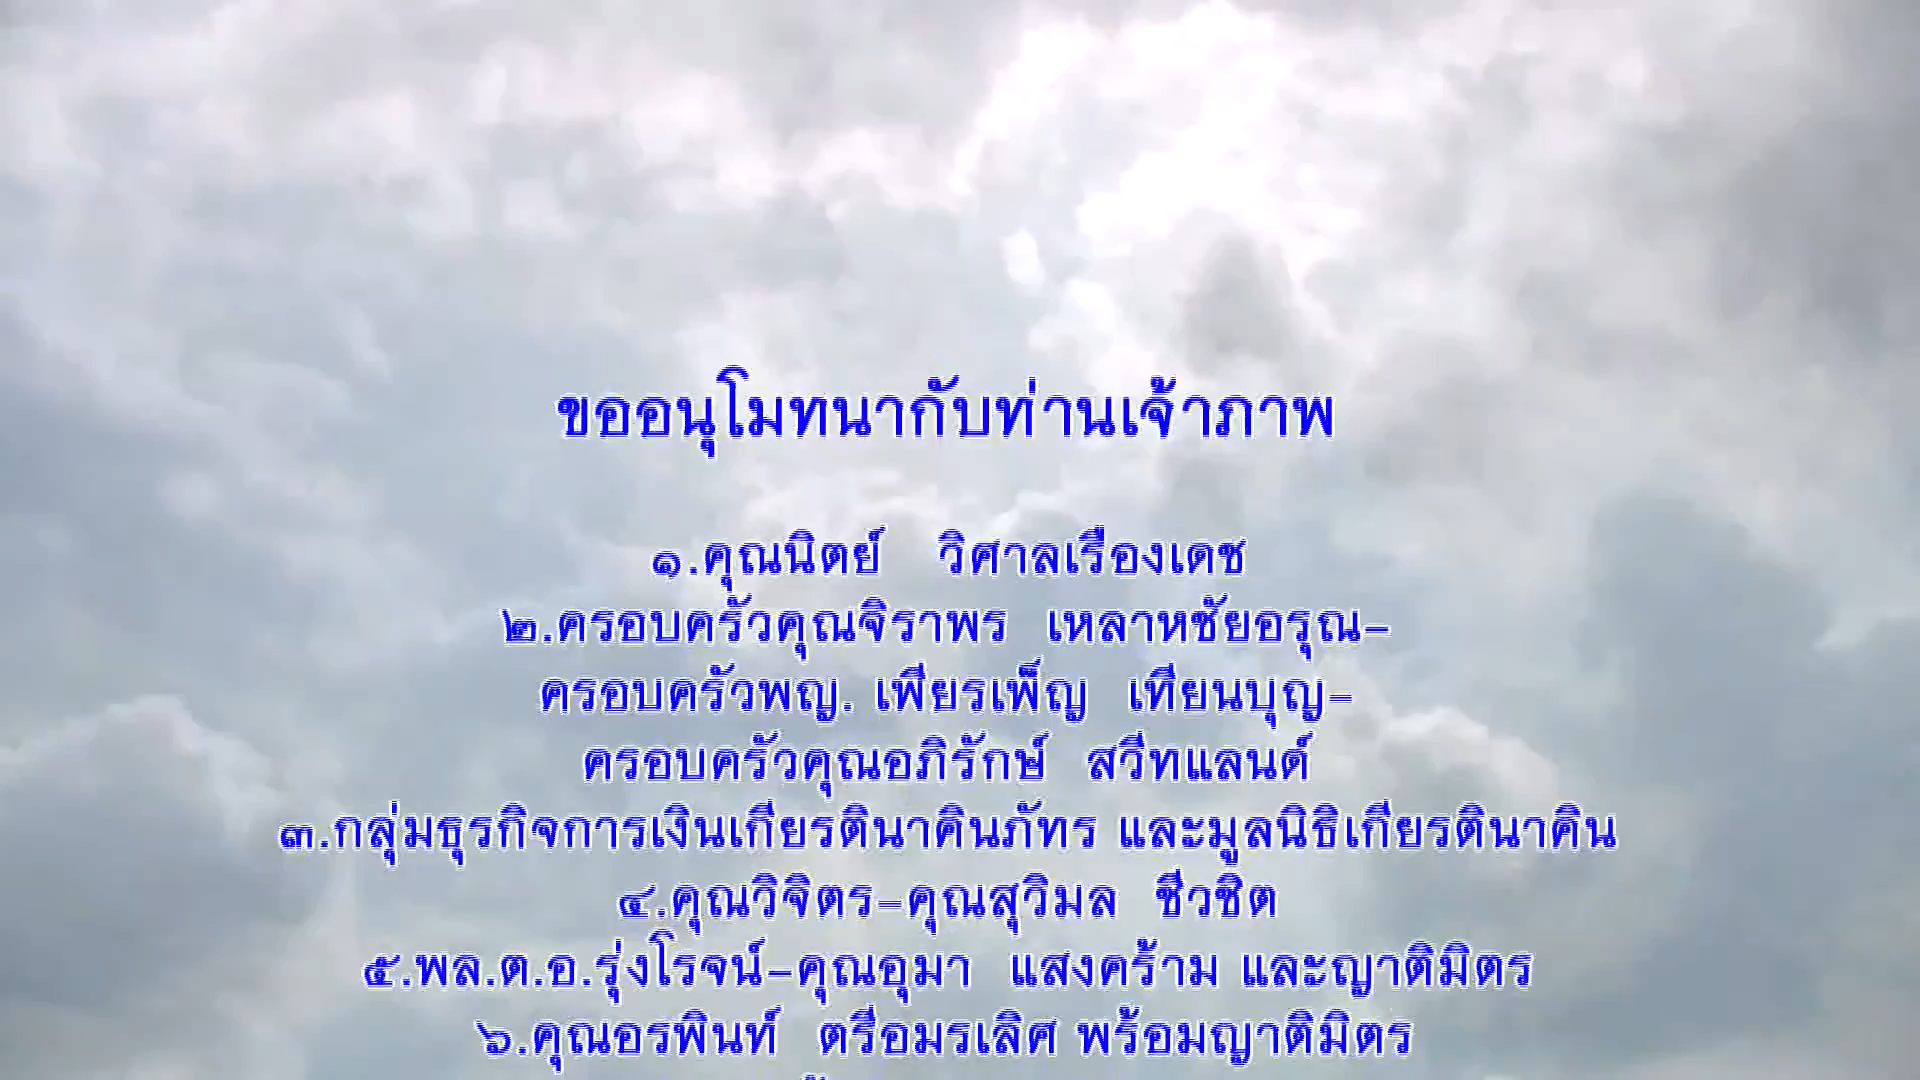 ขออนุโมทนากับท่านเจ้าภาพ
๑.คุณนิตย์ วิศาลเรืองเดช
๒.ครอบครัวคุณจิราพร เหลาหชัยอรุณ-
ครอบครัวพญ. เพียรเพ็ญ เทียนบุญ-
ครอบครัวคุณอภิรักษ์ สวีทแลนด์
๓.กลุ่มธุรกิจการเงินเกียรตินาคินภัทร และมูลนิธิเกียรตินาคิน
๔.คุณวิจิตร-คุณสุวิมล ชีวชิต
๕.พล.ต.อ.รุ่งโรจน์-คุณอุมา แสงคร้าม และญาติมิตร
๖.คุณอรพินท์ ตรีอมรเลิศ พร้อมญาติมิตร